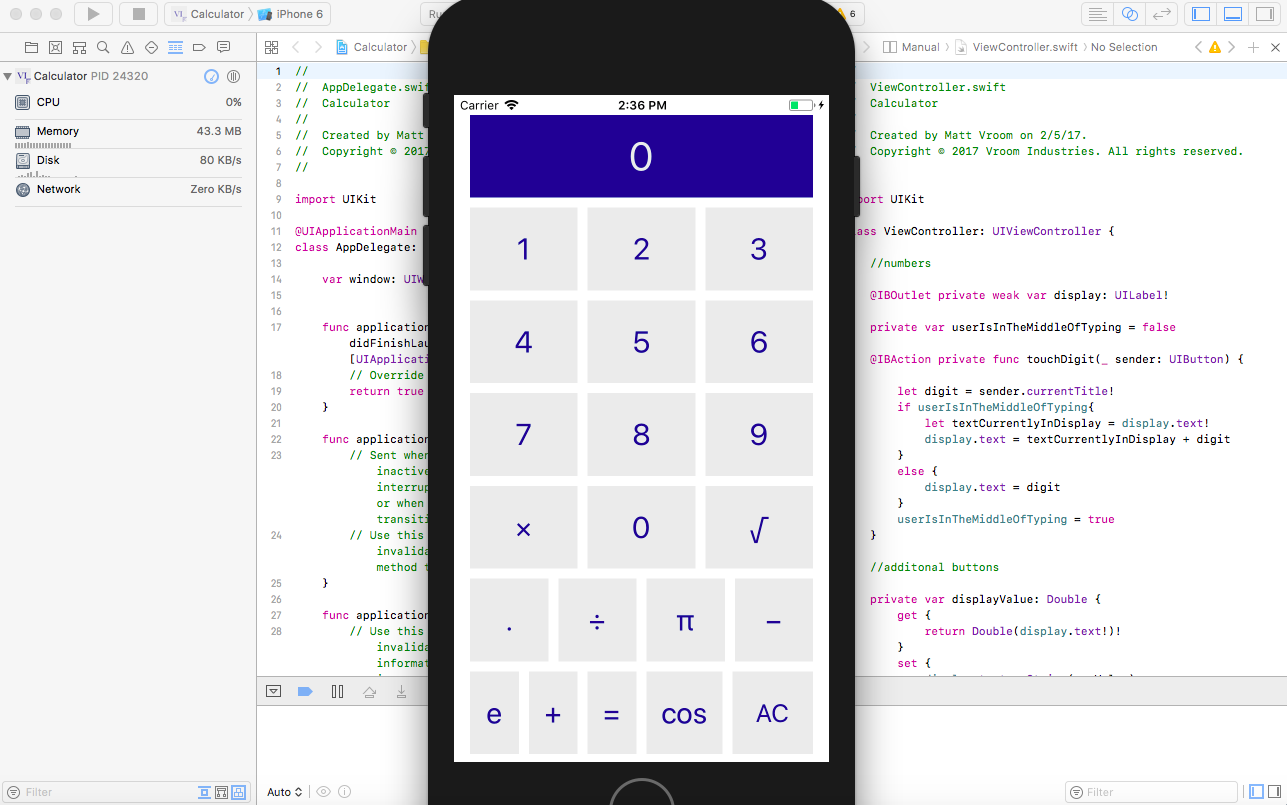 Calculator
iPhone 6
Ru
6
Calculator
Manual
ViewController.swift
No Selection
Calculator PID 24320
CPU 0%
Memory 43.3 MB
Disk 80 KB/s
Network Zero KB/s
Filter
1 //
2 // AppDelegate.swif
3 // Calculator
4 //
5 // Created by Matt
6 // Copyright © 2017
7 //
8
9 import UIKit
10
11 @UIApplicationMain
12 class AppDelegate:
13
14 var window: UIW
15
16
17 func application
didFinishLau
[UIApplicati
18 // Override
19 return true
20 }
21
22 func application
23 // Sent when
inactive
interrup
or when
transiti
24 // Use this
invalida
method t
25 }
26
27 func application
28 // Use this
invalida
informat
Auto
Carrier 2:36 PM
0
1 2 3
4 5 6
7 8 9
× 0 √
. ÷ π −
e + = cos AC
ViewController.swift
Calculator
Created by Matt Vroom on 2/5/17.
Copyright © 2017 Vroom Industries. All rights reserved.
port UIKit
ass ViewController: UIViewController {
//numbers
@IBOutlet private weak var display: UILabel!
private var userIsInTheMiddleOfTyping = false
@IBAction private func touchDigit(_ sender: UIButton) {
let digit = sender.currentTitle!
if userIsInTheMiddleOfTyping{
let textCurrentlyInDisplay = display.text!
display.text = textCurrentlyInDisplay + digit
}
else {
display.text = digit
}
userIsInTheMiddleOfTyping = true
}
//additonal buttons
private var displayValue: Double {
get {
return Double(display.text!)!
}
set {
Filter